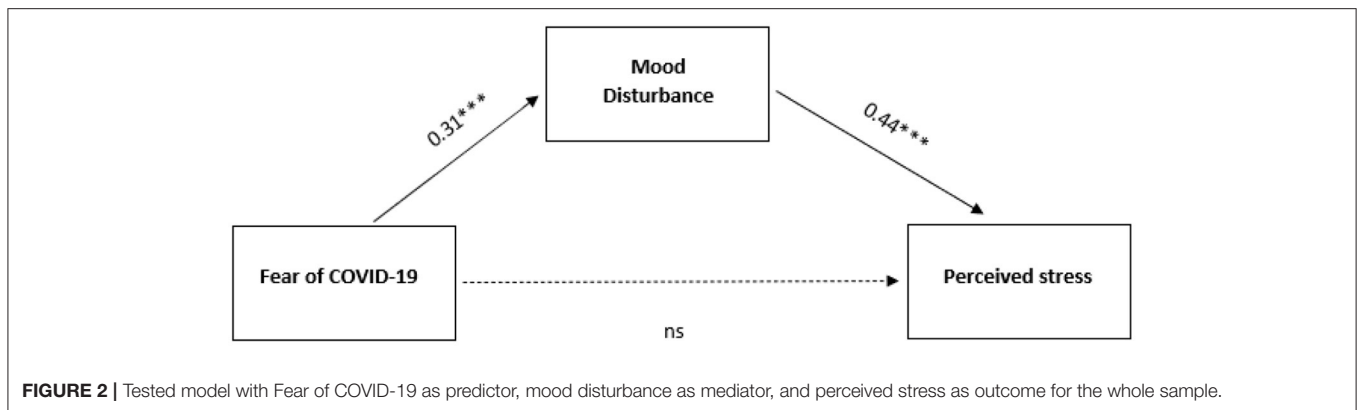 Mood
Disturbance
0.31***
0.44***
Fear of COVID-19
Perceived stress
ns
FIGURE 2 | Tested model with Fear of COVID-19 as predictor, mood disturbance as mediator, and perceived stress as outcome for the whole sample.